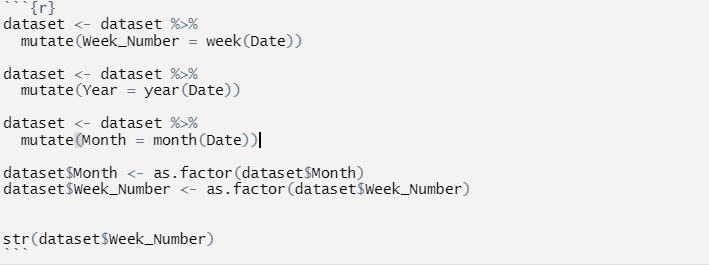 ```{r}
dataset <- dataset %>%
  mutate(Week_Number = week(Date))

dataset <- dataset %>%
  mutate(Year = year(Date))

dataset <- dataset %>%
  mutate(Month = month(Date))

dataset$Month <- as.factor(dataset$Month)
dataset$Week_Number <- as.factor(dataset$Week_Number)


str(dataset$Week_Number)
```